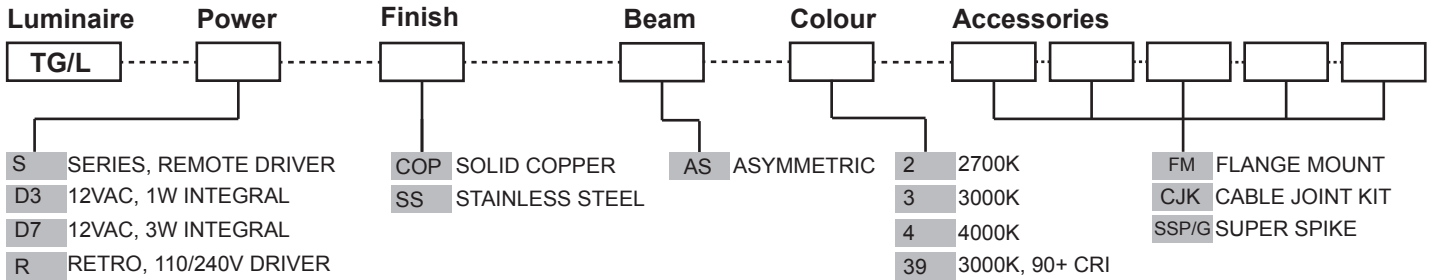 Luminaire Power Finish Beam Colour Accessories
TG/L
S SERIES, REMOTE DRIVER COP SOLID COPPER AS ASYMMETRIC 2 2700K FM FLANGE MOUNT
D3 12VAC, 1W INTEGRAL SS STAINLESS STEEL 3 3000K CJK CABLE JOINT KIT
D7 12VAC, 3W INTEGRAL 4 4000K SSP/G SUPER SPIKE
R RETRO, 110/240V DRIVER 39 3000K, 90+ CRI